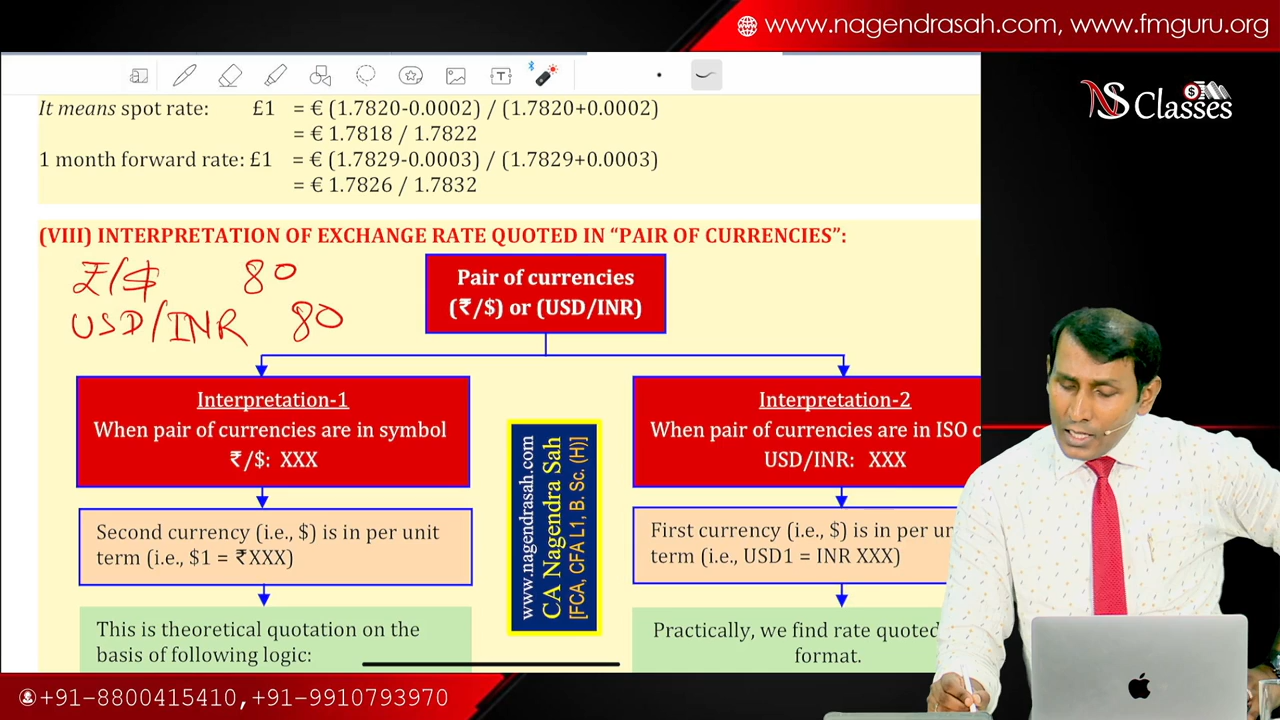 www.nagendrasah.com, www.fmguru.org
NS Classes
It means spot rate: £1 = € (1.7820-0.0002) / (1.7820+0.0002)
= € 1.7818 / 1.7822
1 month forward rate: £1 = € (1.7829-0.0003) / (1.7829+0.0003)
= € 1.7826 / 1.7832
(VIII) INTERPRETATION OF EXCHANGE RATE QUOTED IN “PAIR OF CURRENCIES”:
₹/$ 80
USD/INR 80
Pair of currencies
(₹/$) or (USD/INR)
Interpretation-1
When pair of currencies are in symbol
₹/$: XXX
Second currency (i.e., $) is in per unit
term (i.e., $1 = ₹XXX)
This is theoretical quotation on the
basis of following logic:
www.nagendrasah.com
CA Nagendra Sah
[FCA, CFA L1, B. Sc. (H)]
Interpretation-2
When pair of currencies are in ISO c
USD/INR: XXX
First currency (i.e., $) is in per un
term (i.e., USD1 = INR XXX)
Practically, we find rate quoted
format.
+91-8800415410,+91-9910793970